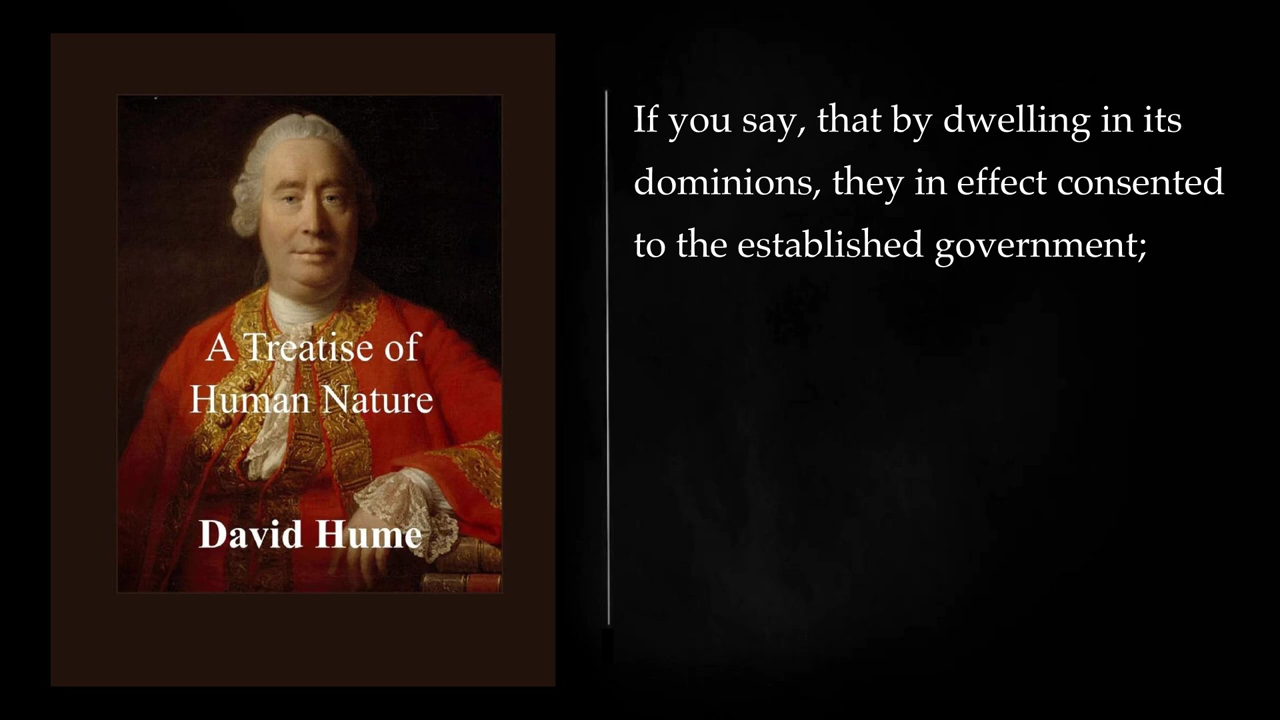 A Treatise of
Human Nature
David Hume
If you say, that by dwelling in its
dominions, they in effect consented
to the established government;